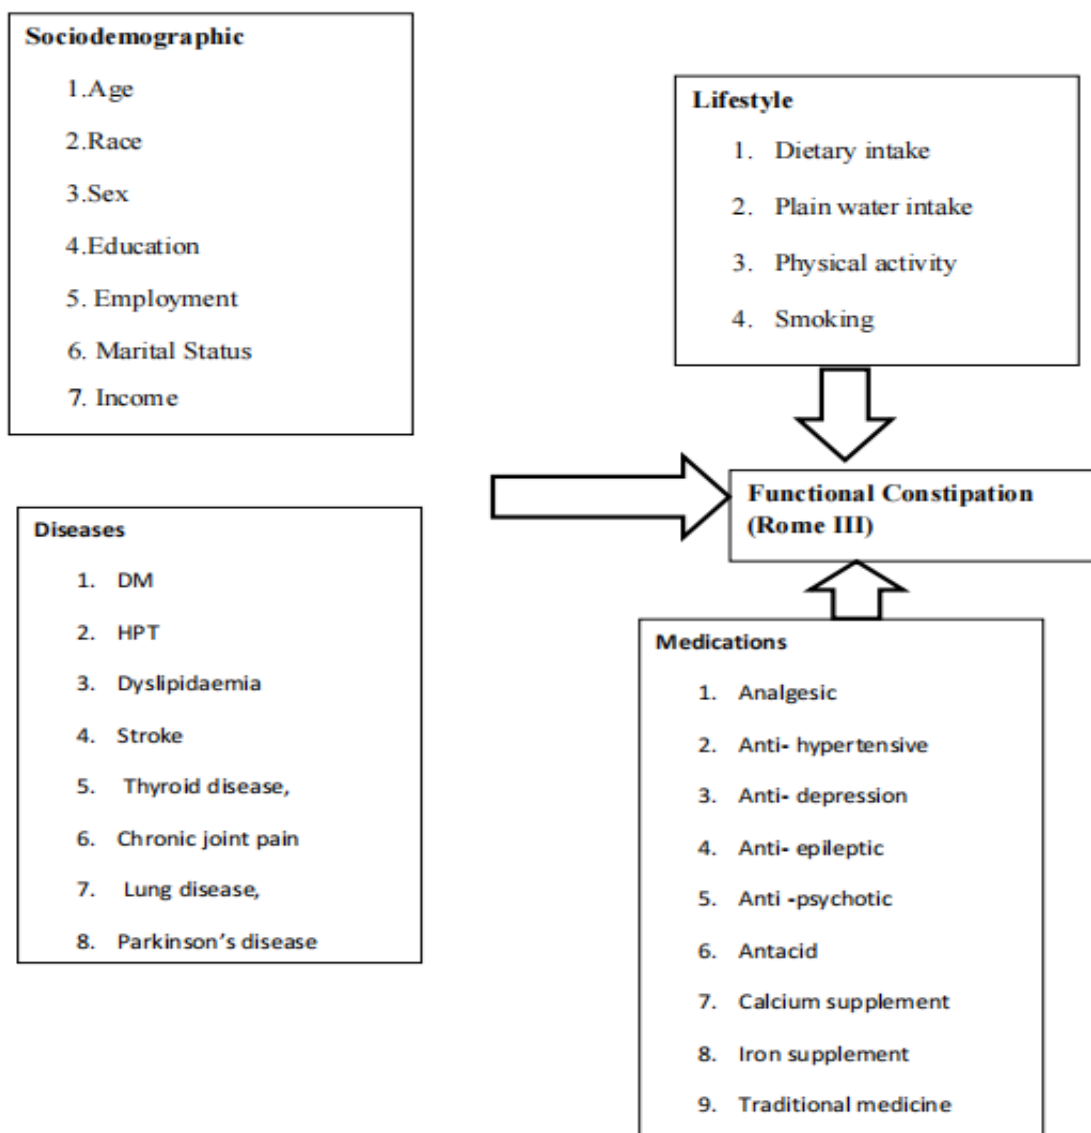 Sociodemographic
1.Age
2.Race
3.Sex
4.Education
5. Employment
6. Marital Status
7. Income
Lifestyle
1. Dietary intake
2. Plain water intake
3. Physical activity
4. Smoking
Functional Constipation
(Rome III)
Diseases
1. DM
2. HPT
3. Dyslipidaemia
4. Stroke
5. Thyroid disease,
6. Chronic joint pain
7. Lung disease,
8. Parkinson's disease
Medications
1. Analgesic
2. Anti- hypertensive
3. Anti- depression
4. Anti- epileptic
5. Anti -psychotic
6. Antacid
7. Calcium supplement
8. Iron supplement
9. Traditional medicine